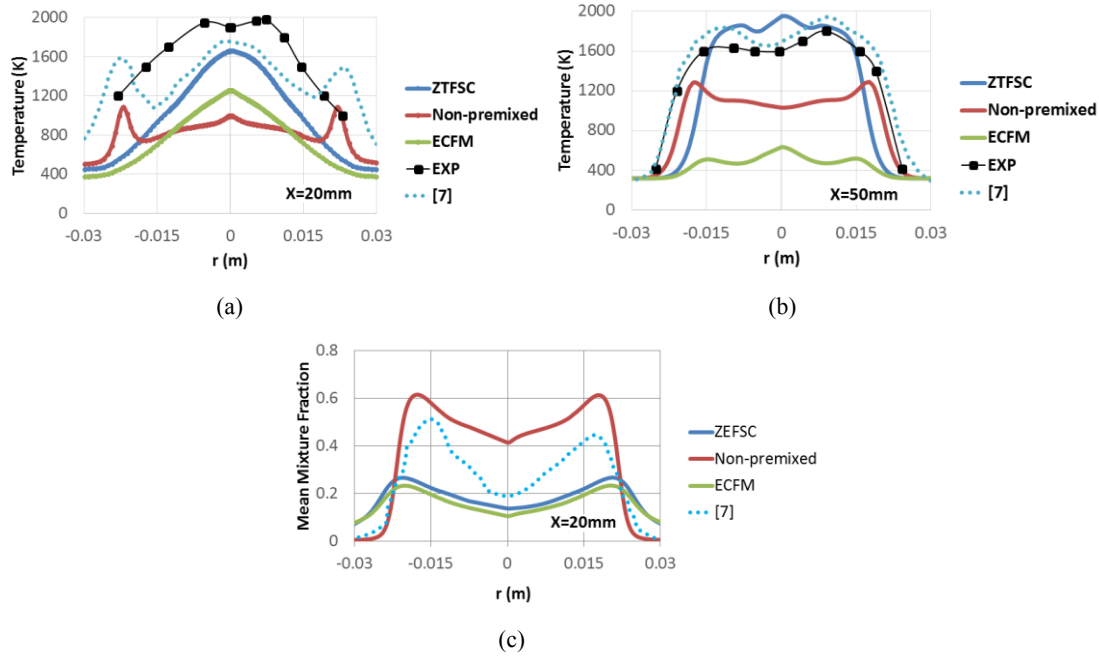 (a)
2000
1600
1200
800
400
0
Temperature (K)
-0.03 -0.015 0 0.015 0.03
r (m)
X=20mm
ZTFSC
Non-premixed
ECFM
EXP
[7]
(a)
(b)
2000
1600
1200
800
400
0
Temperature (K)
-0.03 -0.015 0 0.015 0.03
r (m)
X=50mm
ZTFSC
Non-premixed
ECFM
EXP
[7]
(b)
0.8
0.6
0.4
0.2
0
Mean Mixture Fraction
-0.03 -0.015 0 0.015 0.03
r (m)
X=20mm
ZEFSC
Non-premixed
ECFM
[7]
(c)